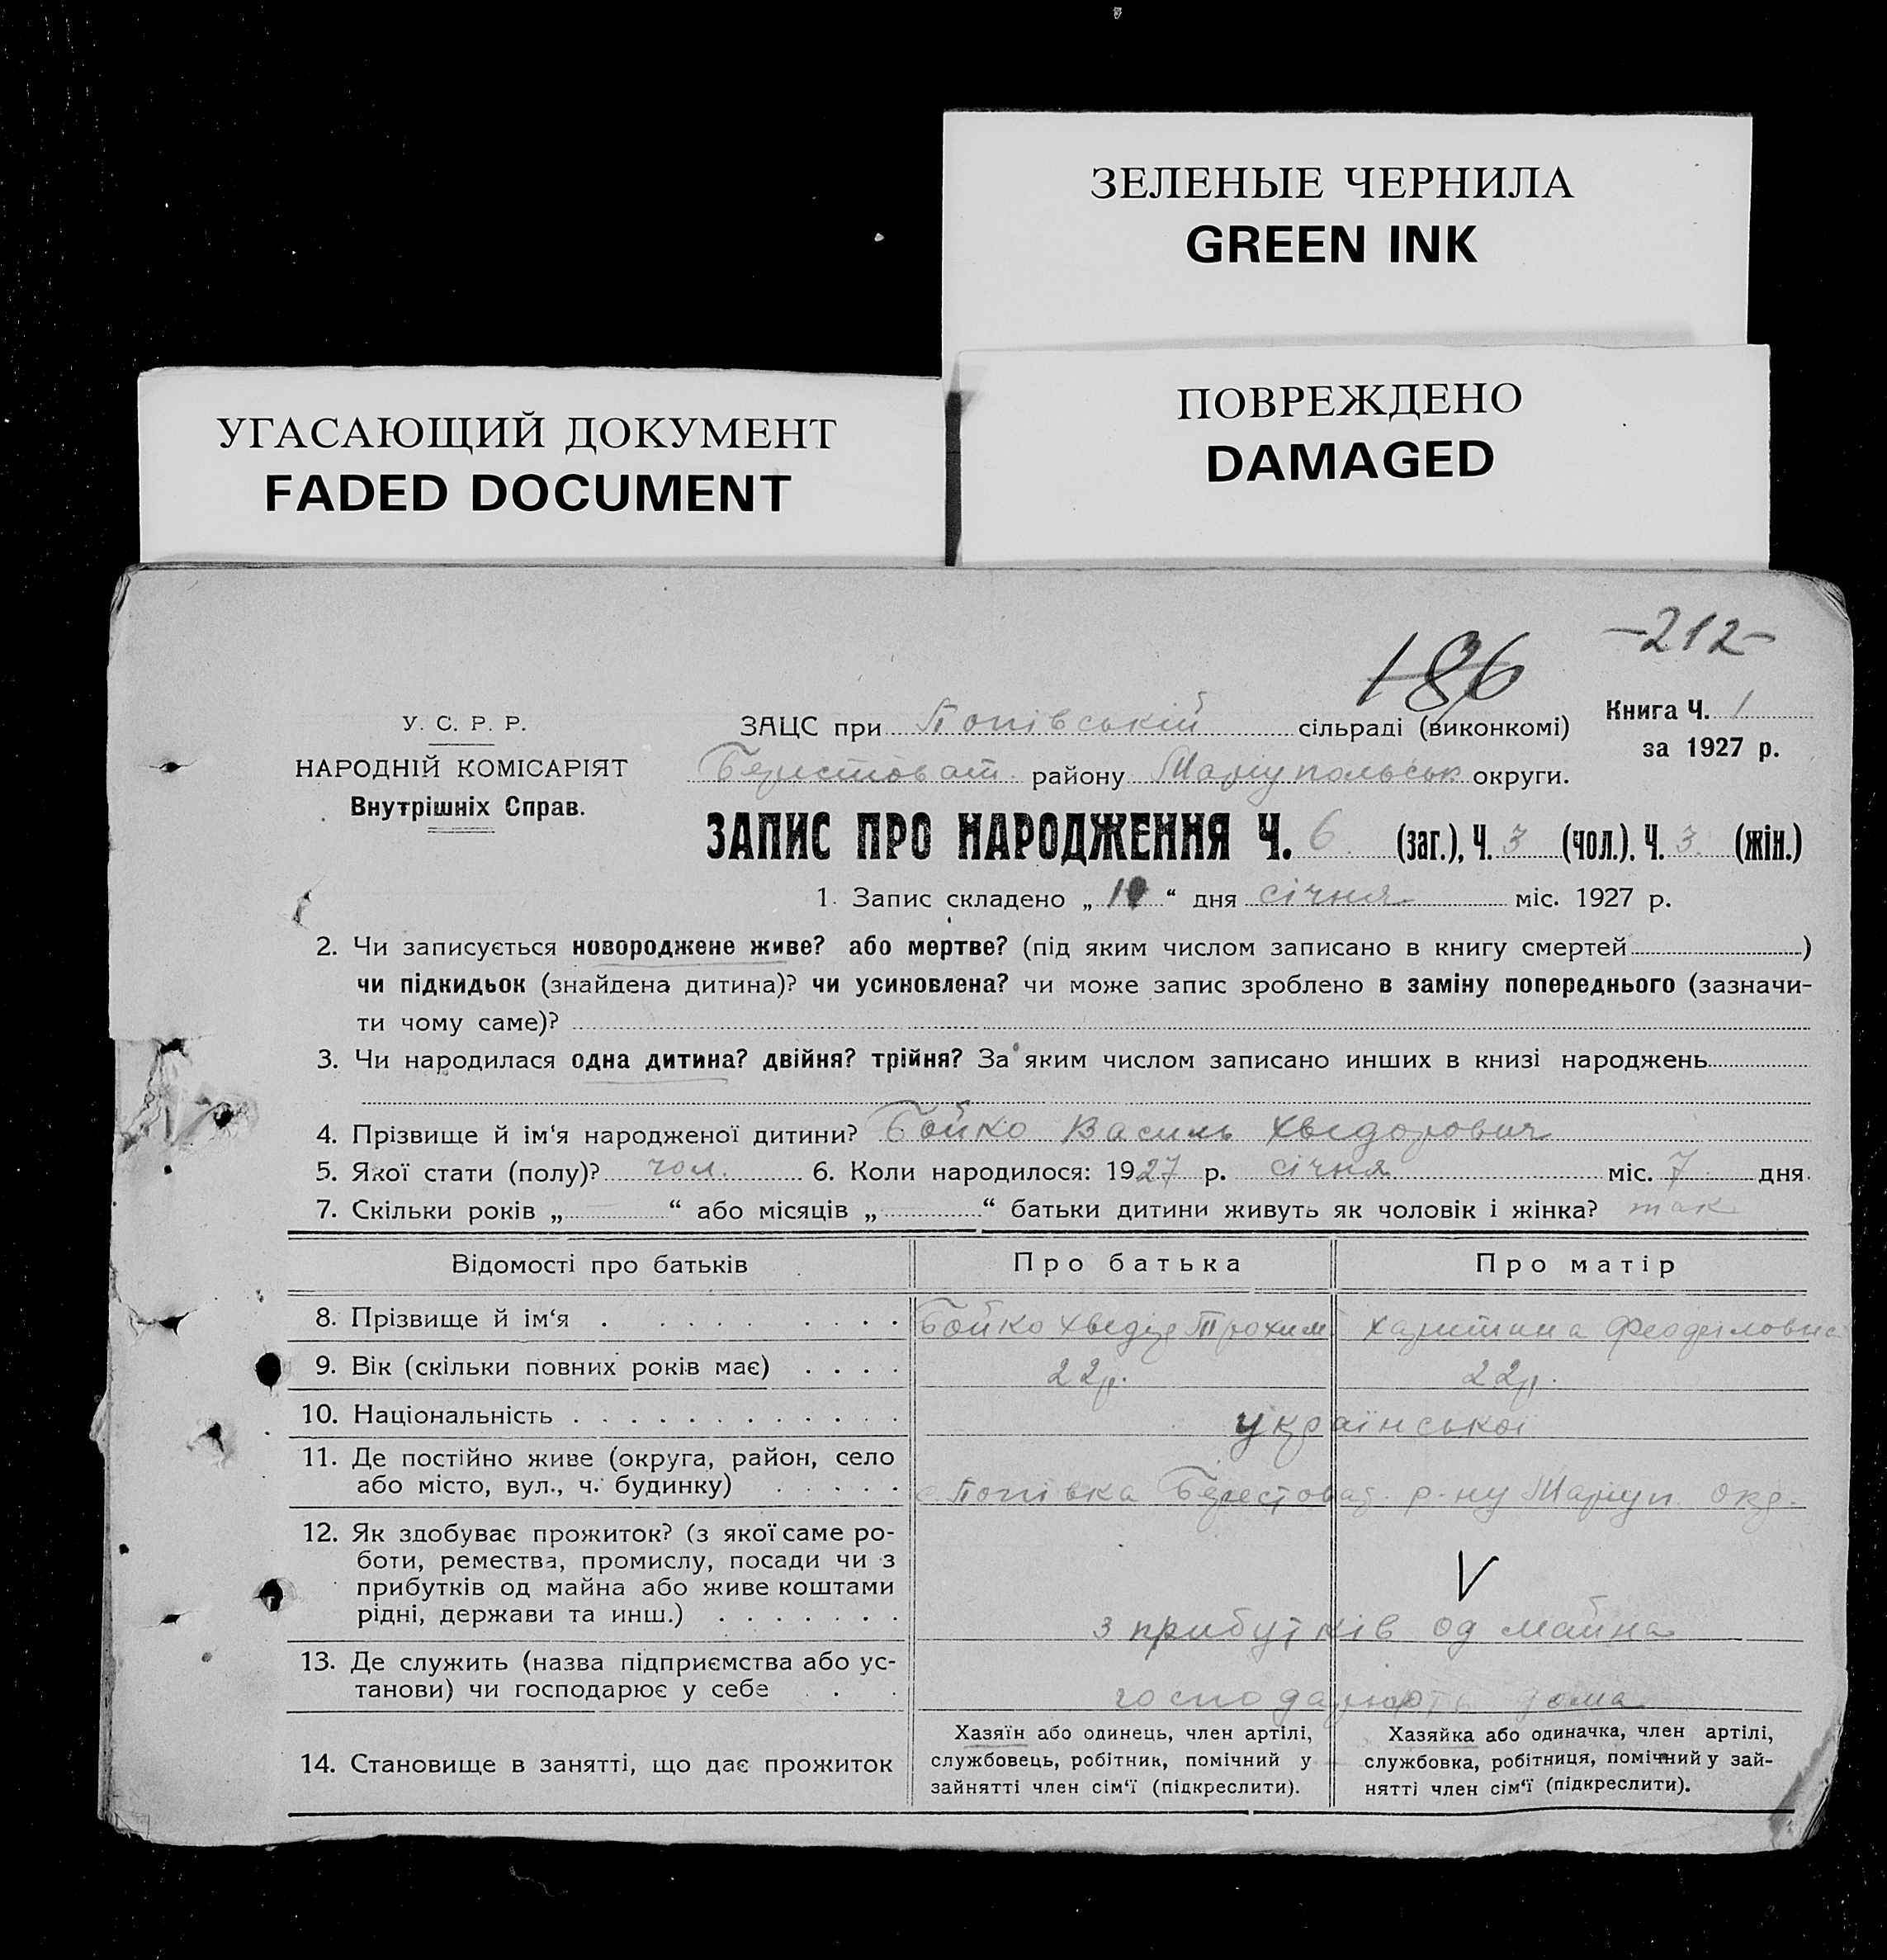 ЗЕЛЕНЫЕ ЧЕРНИЛА
GREEN INK
УГАСАЮЩИЙ ДОКУМЕНТ
FADED DOCUMENT
ПОВРЕЖДЕНО
DAMAGED
-212-
186
У. С. Р. Р.
НАРОДНІЙ КОМІСАРІЯТ
Внутрішніх Справ.
ЗАЦС при Попівській сільраді (виконкомі)
Книга Ч. 1
за 1927 р.
Берестоват. району Маріупольськ округи.
ЗАПИС ПРО НАРОДЖЕННЯ Ч. 6 (заг.), Ч. 3 (чол.). Ч. 3 (жін.)
1. Запис складено „ “ дня січня міс. 1927 р.
2. Чи записується новороджене живе? або мертве? (під яким числом записано в книгу смертей )
чи підкидьок (знайдена дитина)? чи усиновлена? чи може запис зроблено в заміну попереднього (зазначи-
ти чому саме)?
3. Чи народилася одна дитина? двійня? трійня? За яким числом записано инших в книзі народжень
4. Прізвище й ім‘я народженої дитини? Бойко Василь Хведорович
5. Якої стати (полу)? чол. 6. Коли народилося: 1927 р. січня міс. 7 дня.
7. Скільки років „ — “ або місяців „ — “ батьки дитини живуть як чоловік і жінка? так
Відомості про батьків Про батька Про матір
8. Прізвище й ім‘я Бойко Хведір Трохим Харитина
9. Вік (скільки повних років має) 22р. 22р.
10. Національність української
11. Де постійно живе (округа, район, село
або місто, вул., ч. будинку) с. Попівка Берестоват. р-ну Маріуп. окр.
12. Як здобуває прожиток? (з якої саме ро-
боти, ремества, промислу, посади чи з
прибутків од майна або живе коштами
рідні, держави та инш.) з прибутків од майна
13. Де служить (назва підприємства або ус-
танови) чи господарює у себе господарюють дома
14. Становище в занятті, що дає прожиток
Хазяїн або одинець, член артілі,
службовець, робітник, помічний у
зайнятті член сім‘ї (підкреслити).
Хазяйка або одиначка, член артілі,
службовка, робітниця, помічний у зай-
нятті член сім‘ї (підкреслити).